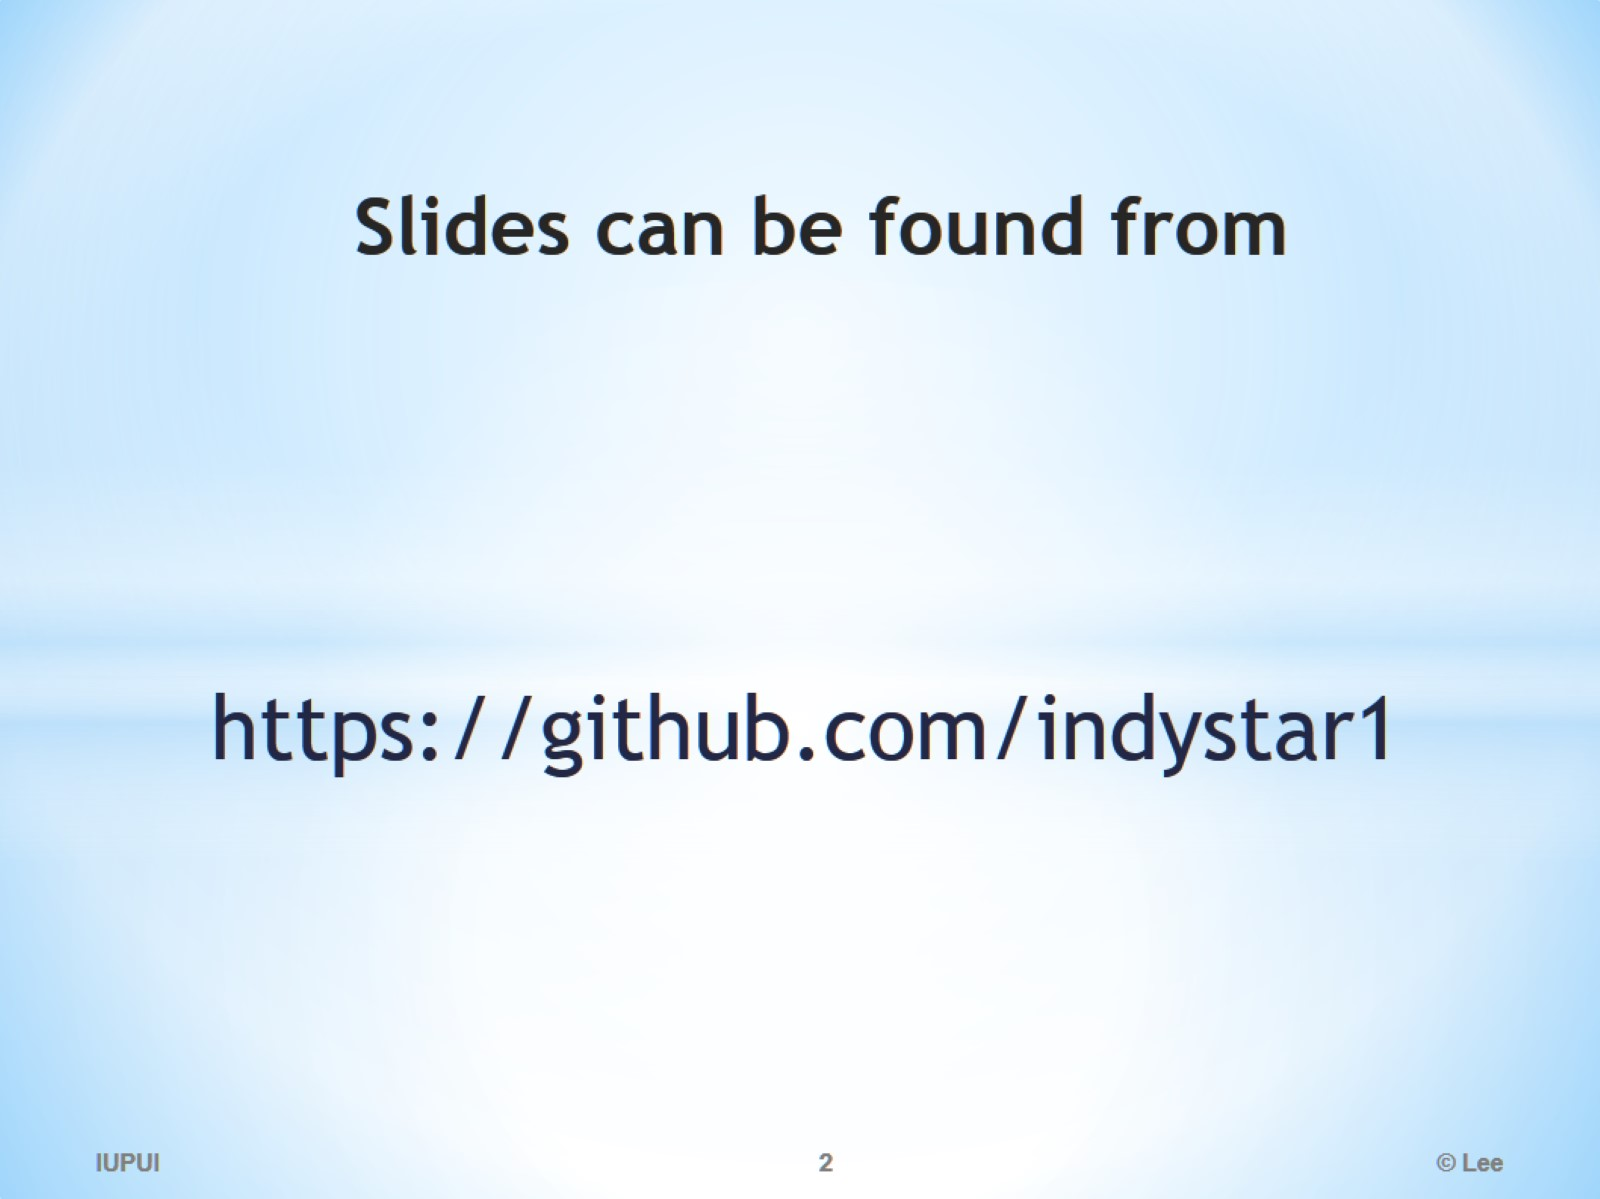 Slides can be found from
https://github.com/indystar1
IUPUI 2 © Lee